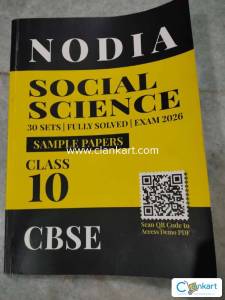 NODIA
SOCIAL
SCIENCE
30 SETS | FULLY SOLVED | EXAM 2026
www.clankart.com
SAMPLE PAPERS
CLASS
10
CBSE
Scan QR Code to
Access Demo PDF
Clankart